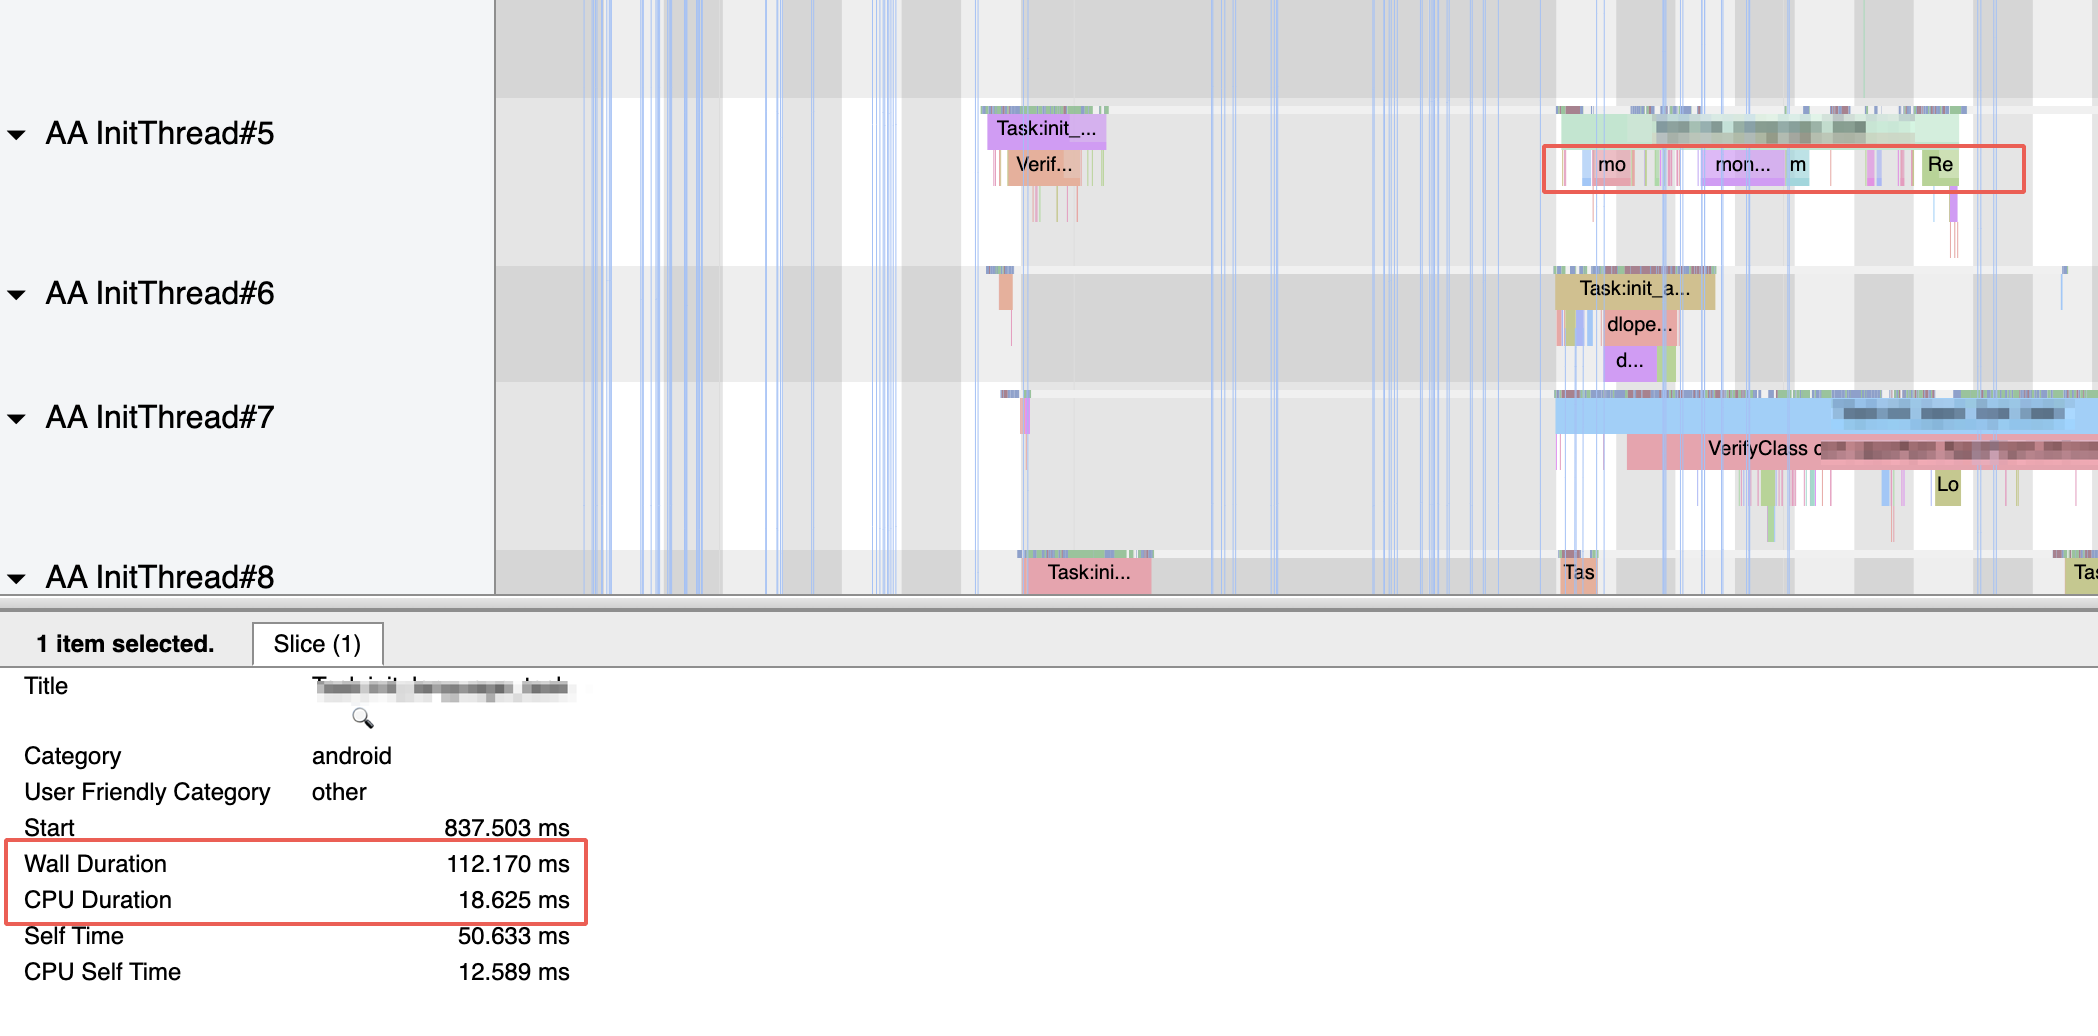 AA InitThread#5
Task:init_...
Verif...
mo
mon...
m
Re
AA InitThread#6
Task:init_a...
dlope...
d...
AA InitThread#7
VerifyClass
Lo
AA InitThread#8
Task:ini...
Tas
Tas
1 item selected.
Slice (1)
Title
Category
android
User Friendly Category
other
Start
837.503 ms
Wall Duration
112.170 ms
CPU Duration
18.625 ms
Self Time
50.633 ms
CPU Self Time
12.589 ms